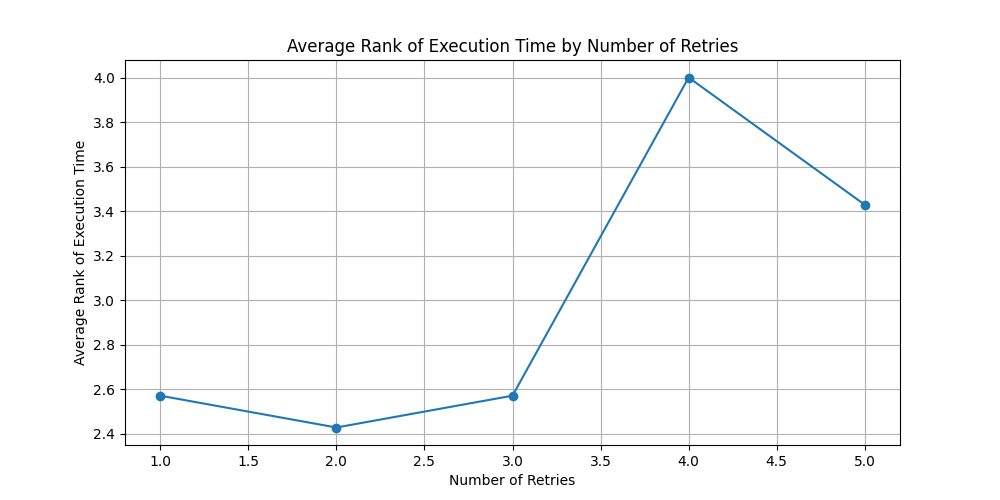 Average Rank of Execution Time by Number of Retries
Average Rank of Execution Time
4.0
3.8
3.6
3.4
3.2
3.0
2.8
2.6
2.4
1.0 1.5 2.0 2.5 3.0 3.5 4.0 4.5 5.0
Number of Retries